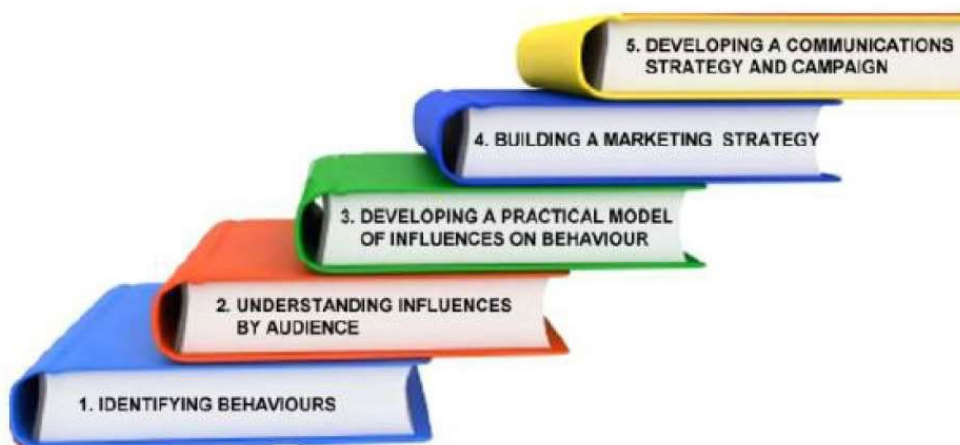 5. DEVELOPING A COMMUNICATIONS
STRATEGY AND CAMPAIGN
4. BUILDING A MARKETING STRATEGY
3. DEVELOPING A PRACTICAL MODEL
OF INFLUENCES ON BEHAVIOUR
2. UNDERSTANDING INFLUENCES
BY AUDIENCE
1. IDENTIFYING BEHAVIOURS